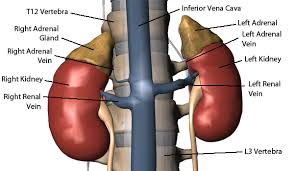 T12 Vertebra
Right Adrenal
Gland
Right Adrenal
Vein
Right Kidney
Right Renal
Vein
Inferior Vena Cava
Left Adrenal
Left Adrenal
Vein
Left Kidney
Left Renal
Vein
L3 Vertebra